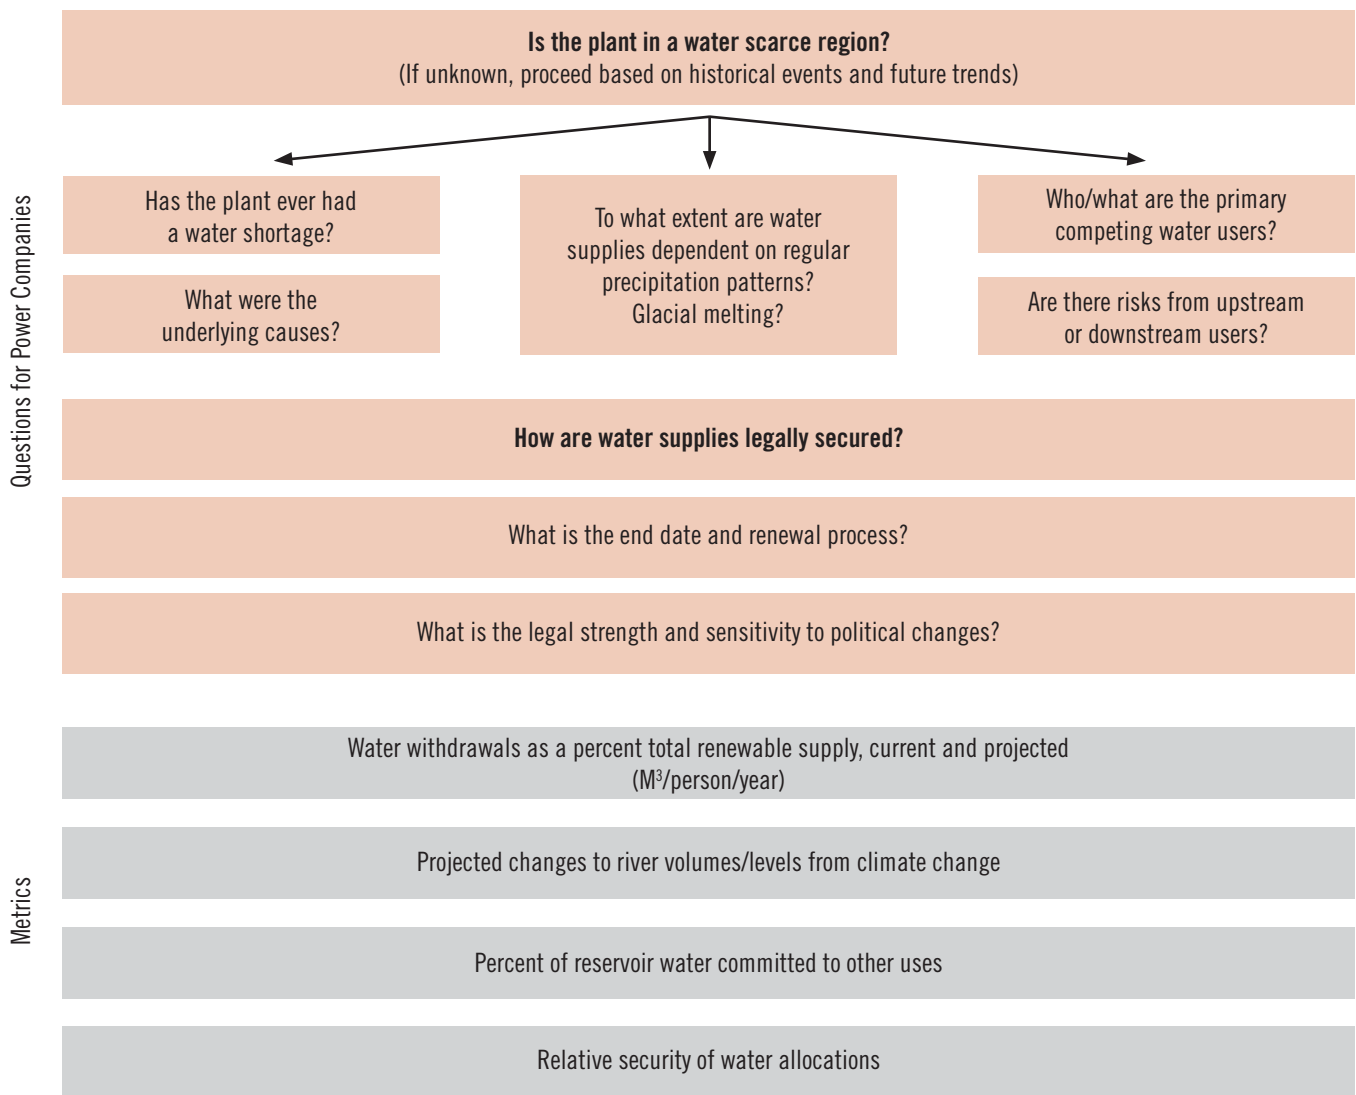 Questions for Power Companies
Is the plant in a water scarce region?
(If unknown, proceed based on historical events and future trends)
Has the plant ever had
a water shortage?
What were the
underlying causes?
To what extent are water
supplies dependent on regular
precipitation patterns?
Glacial melting?
Who/what are the primary
competing water users?
Are there risks from upstream
or downstream users?
How are water supplies legally secured?
What is the end date and renewal process?
What is the legal strength and sensitivity to political changes?
Metrics
Water withdrawals as a percent total renewable supply, current and projected
(M³/person/year)
Projected changes to river volumes/levels from climate change
Percent of reservoir water committed to other uses
Relative security of water allocations